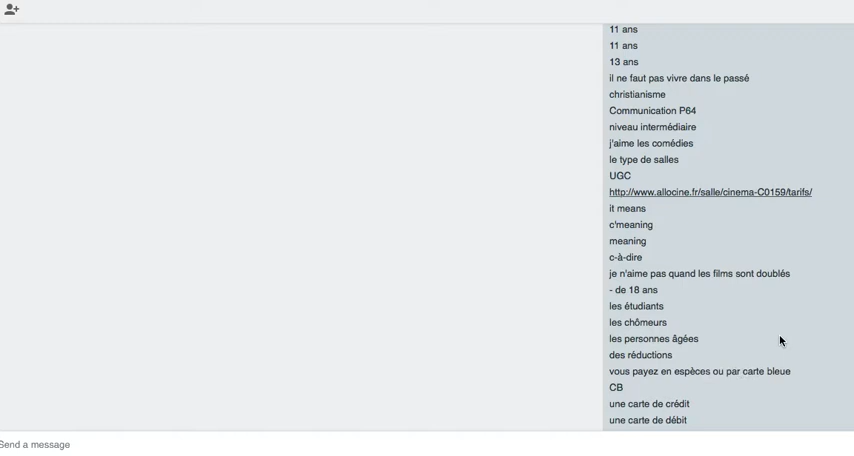 11 ans
11 ans
13 ans
il ne faut pas vivre dans le passé
christianisme
Communication P64
niveau intermédiaire
j'aime les comédies
le type de salles
UGC
http://www.allocine.fr/salle/cinema-C0159/tarifs/
it means
c'meaning
meaning
c-à-dire
je n'aime pas quand les films sont doublés
- de 18 ans
les étudiants
les chômeurs
les personnes âgées
des réductions
vous payez en espèces ou par carte bleue
CB
une carte de crédit
une carte de débit
Send a message